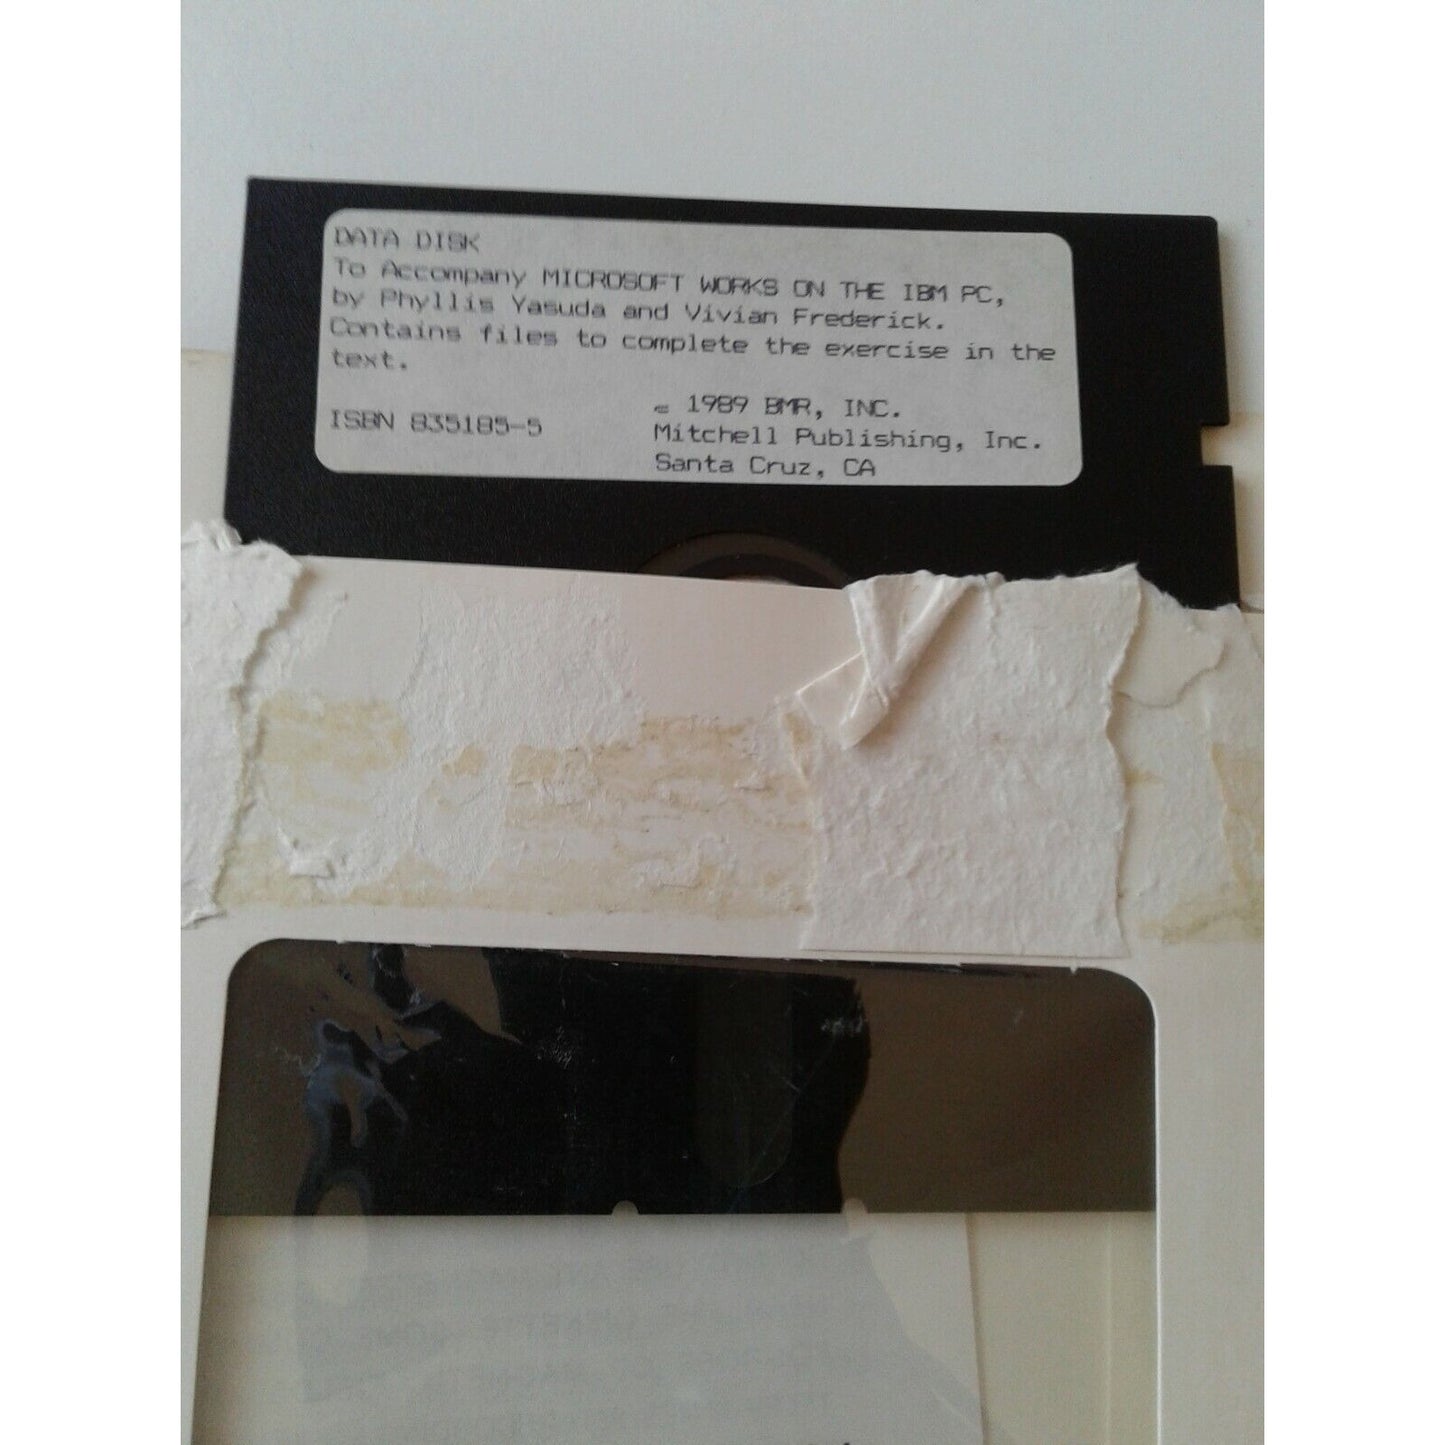 DATA DISK
To Accompany MICROSOFT WORKS ON THE IBM PC,
by Phyllis Yasuda and Vivian Frederick.
Contains files to complete the exercise in the
text.
ISBN 835185-5
© 1989 BMR, INC.
Mitchell Publishing, Inc.
Santa Cruz, CA